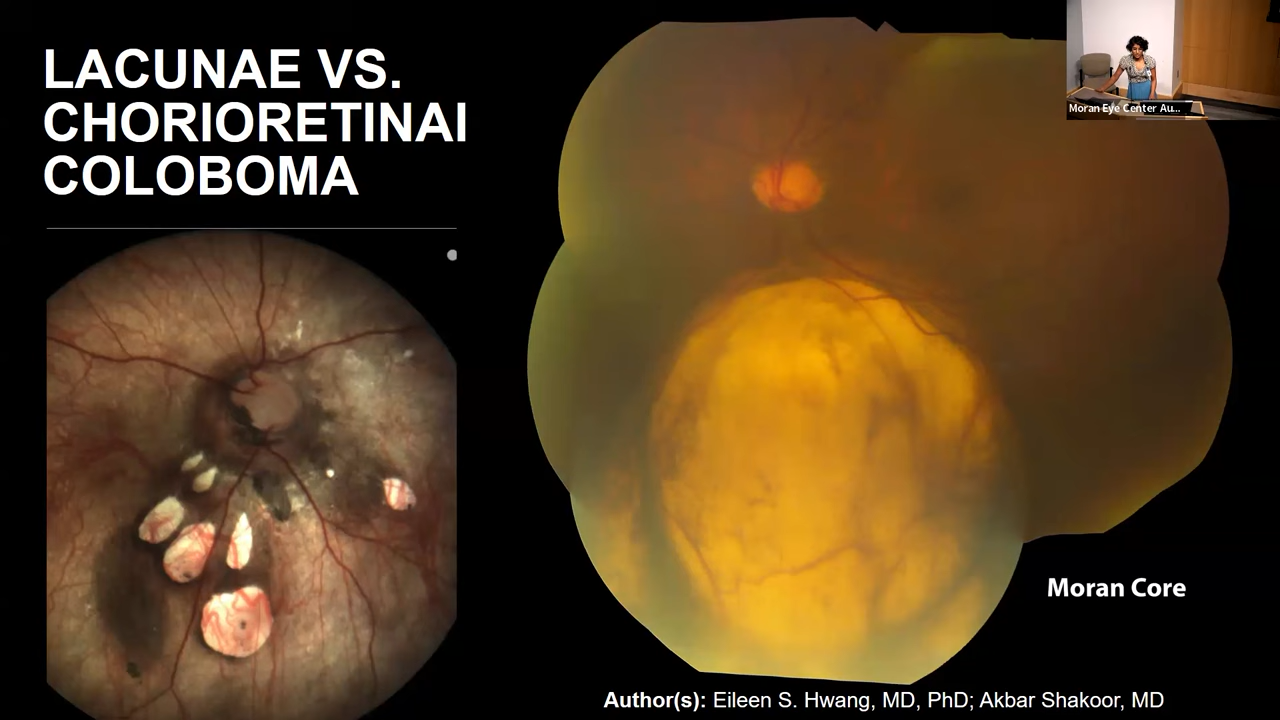 LACUNAE VS.
CHORIORETINAI
COLOBOMA
Moran Eye Center Au...
Moran Core
Author(s): Eileen S. Hwang, MD, PhD; Akbar Shakoor, MD